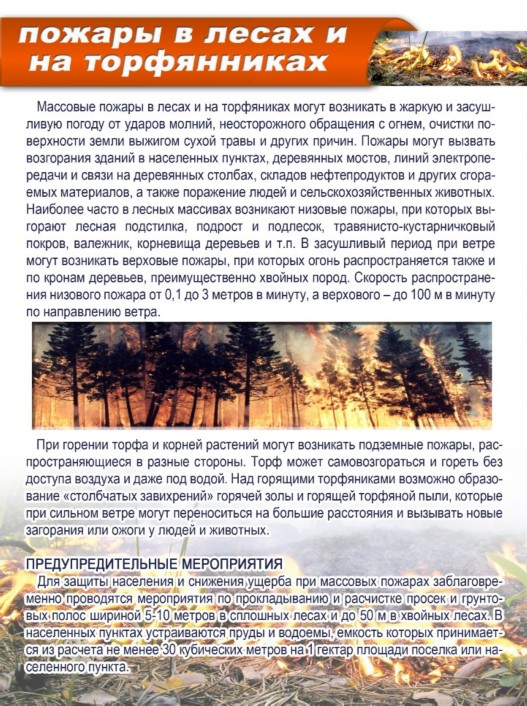 пожары в лесах и
на торфянниках
Массовые пожары в лесах и на торфяниках могут возникать в жаркую и засуш-
ливую погоду от ударов молний, неосторожного обращения с огнем, очистки по-
верхности земли выжигом сухой травы и других причин. Пожары могут вызвать
возгорания зданий в населенных пунктах, деревянных мостов, линий электропе-
редачи и связи на деревянных столбах, складов нефтепродуктов и других сгора-
емых материалов, а также поражение людей и сельскохозяйственных животных.
Наиболее часто в лесных массивах возникают низовые пожары, при которых вы-
горают лесная подстилка, подрост и подлесок, травянисто-кустарничковый
покров, валежник, корневища деревьев и т.п. В засушливый период при ветре
могут возникать верховые пожары, при которых огонь распространяется также и
по кронам деревьев, преимущественно хвойных пород. Скорость распростране-
ния низового пожара от 0,1 до 3 метров в минуту, а верхового – до 100 м в минуту
по направлению ветра.
При горении торфа и корней растений могут возникать подземные пожары, рас-
пространяющиеся в разные стороны. Торф может самовозгораться и гореть без
доступа воздуха и даже под водой. Над горящими торфяниками возможно образо-
вание «столбчатых завихрений» горячей золы и горящей торфяной пыли, которые
при сильном ветре могут переноситься на большие расстояния и вызывать новые
загорания или ожоги у людей и животных.
ПРЕДУПРЕДИТЕЛЬНЫЕ МЕРОПРИЯТИЯ
Для защиты населения и снижения ущерба при массовых пожарах заблаговре-
менно проводятся мероприятия по прокладыванию и расчистке просек и грунто-
вых полос шириной 5-10 метров в сплошных лесах и до 50 м в хвойных лесах. В
населенных пунктах устраиваются пруды и водоемы, емкость которых принимает-
ся из расчета не менее 30 кубических метров на 1 гектар площади поселка или на-
селенного пункта.